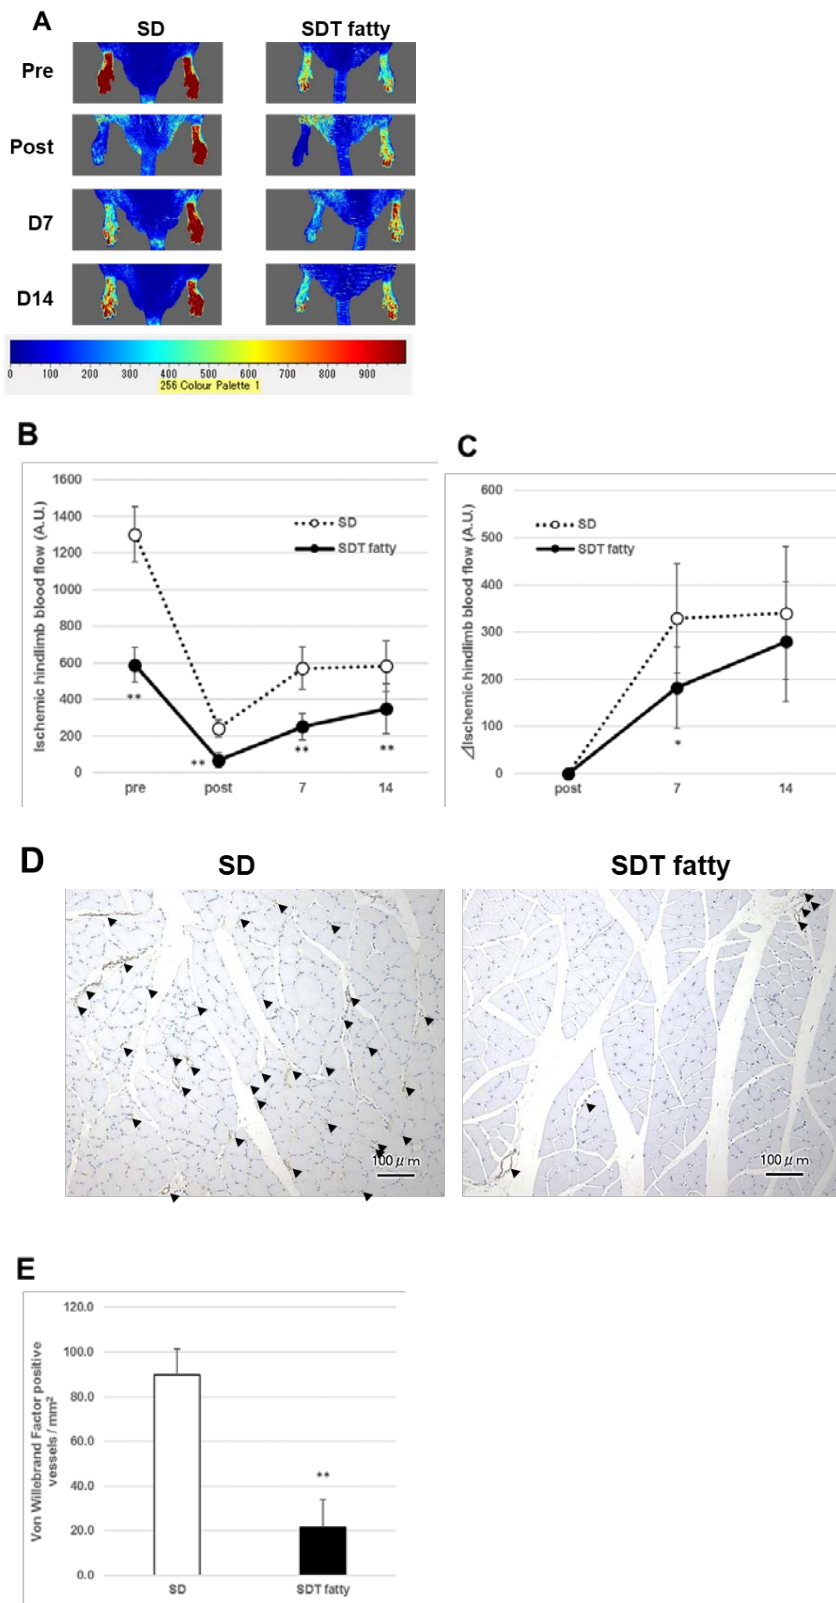 A
SD
SDT fatty
Pre
Post
D7
D14
0 100 200 300 400 500 600 700 800 900
256 Colour Palette 1
B
Ischemic hindlimb blood flow (A.U.)
1600
1400
1200
1000
800
600
400
200
0
SD
SDT fatty
**
**
**
**
pre post 7 14
C
⊿Ischemic hindlimb blood flow (A.U.)
600
500
400
300
200
100
0
SD
SDT fatty
*
post 7 14
D
SD
SDT fatty
100μm
100μm
E
Von Willebrand Factor positive
vessels / mm²
120.0
100.0
80.0
60.0
40.0
20.0
0.0
**
SD SDT fatty